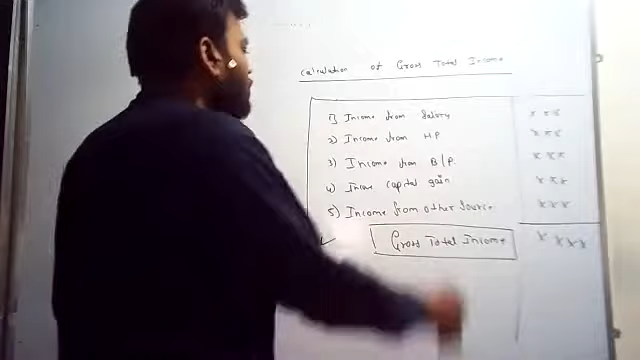 Calculation of Gross Total Income
1) Income from Salary xxx
2) Income from HP xxx
3) Income from B/P. xxx
4) Income capital gain xxx
5) Income from other Source xxx
Gross Total Income xxxx